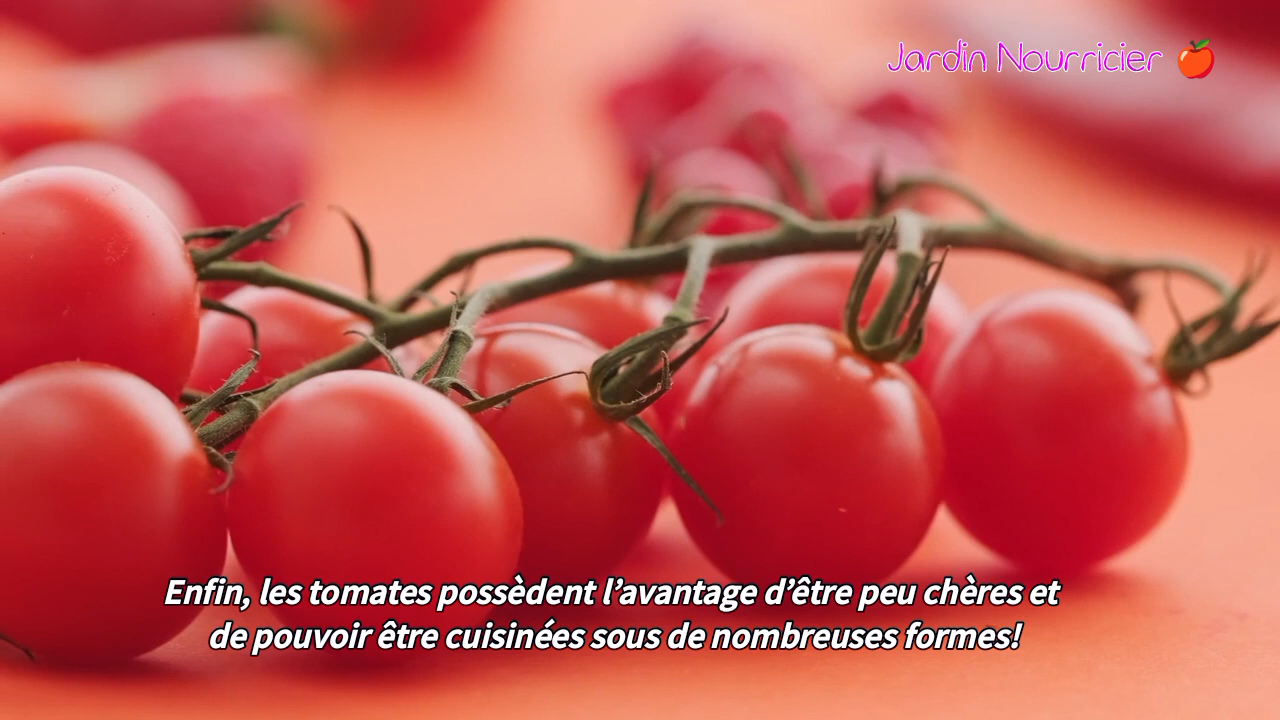 Jardin Nourricier 🍎
Enfin, les tomates possèdent l’avantage d’être peu chères et
de pouvoir être cuisinées sous de nombreuses formes!